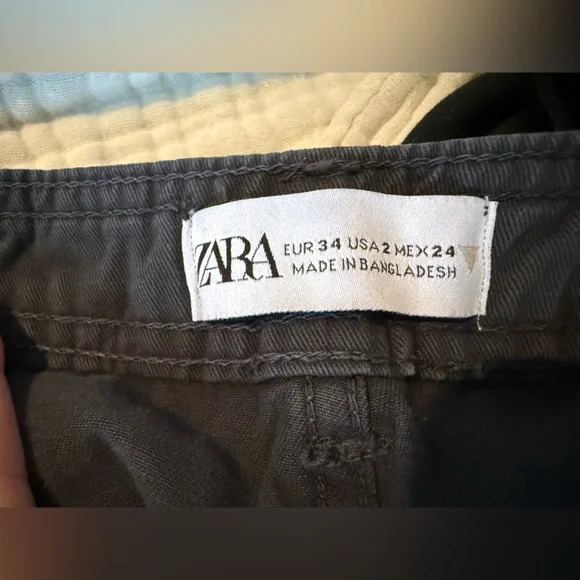 ZARA
EUR 34 USA 2 MEX 24
MADE IN BANGLADESH